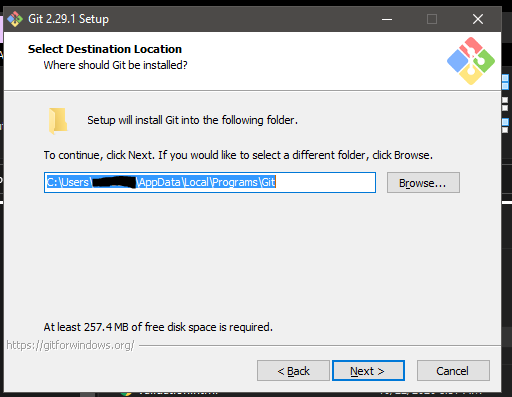 Git 2.29.1 Setup
Select Destination Location
Where should Git be installed?
Setup will install Git into the following folder.
To continue, click Next. If you would like to select a different folder, click Browse.
C:\Users\ \AppData\Local\Programs\Git
Browse...
At least 257.4 MB of free disk space is required.
https://gitforwindows.org/
< Back
Next >
Cancel